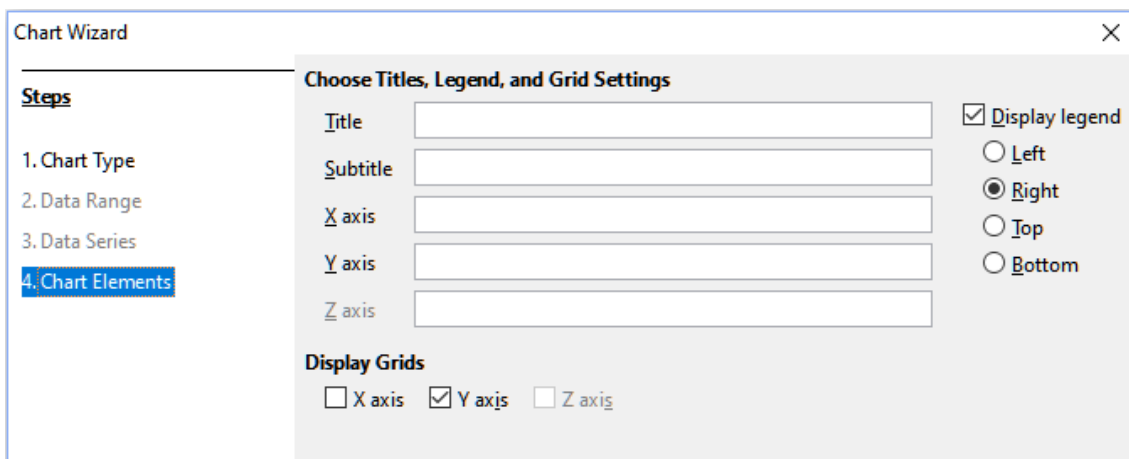 Chart Wizard
Steps
1. Chart Type
2. Data Range
3. Data Series
4. Chart Elements
Choose Titles, Legend, and Grid Settings
Title
Subtitle
X axis
Y axis
Z axis
Display legend
Left
Right
Top
Bottom
Display Grids
X axis Y axis Z axis